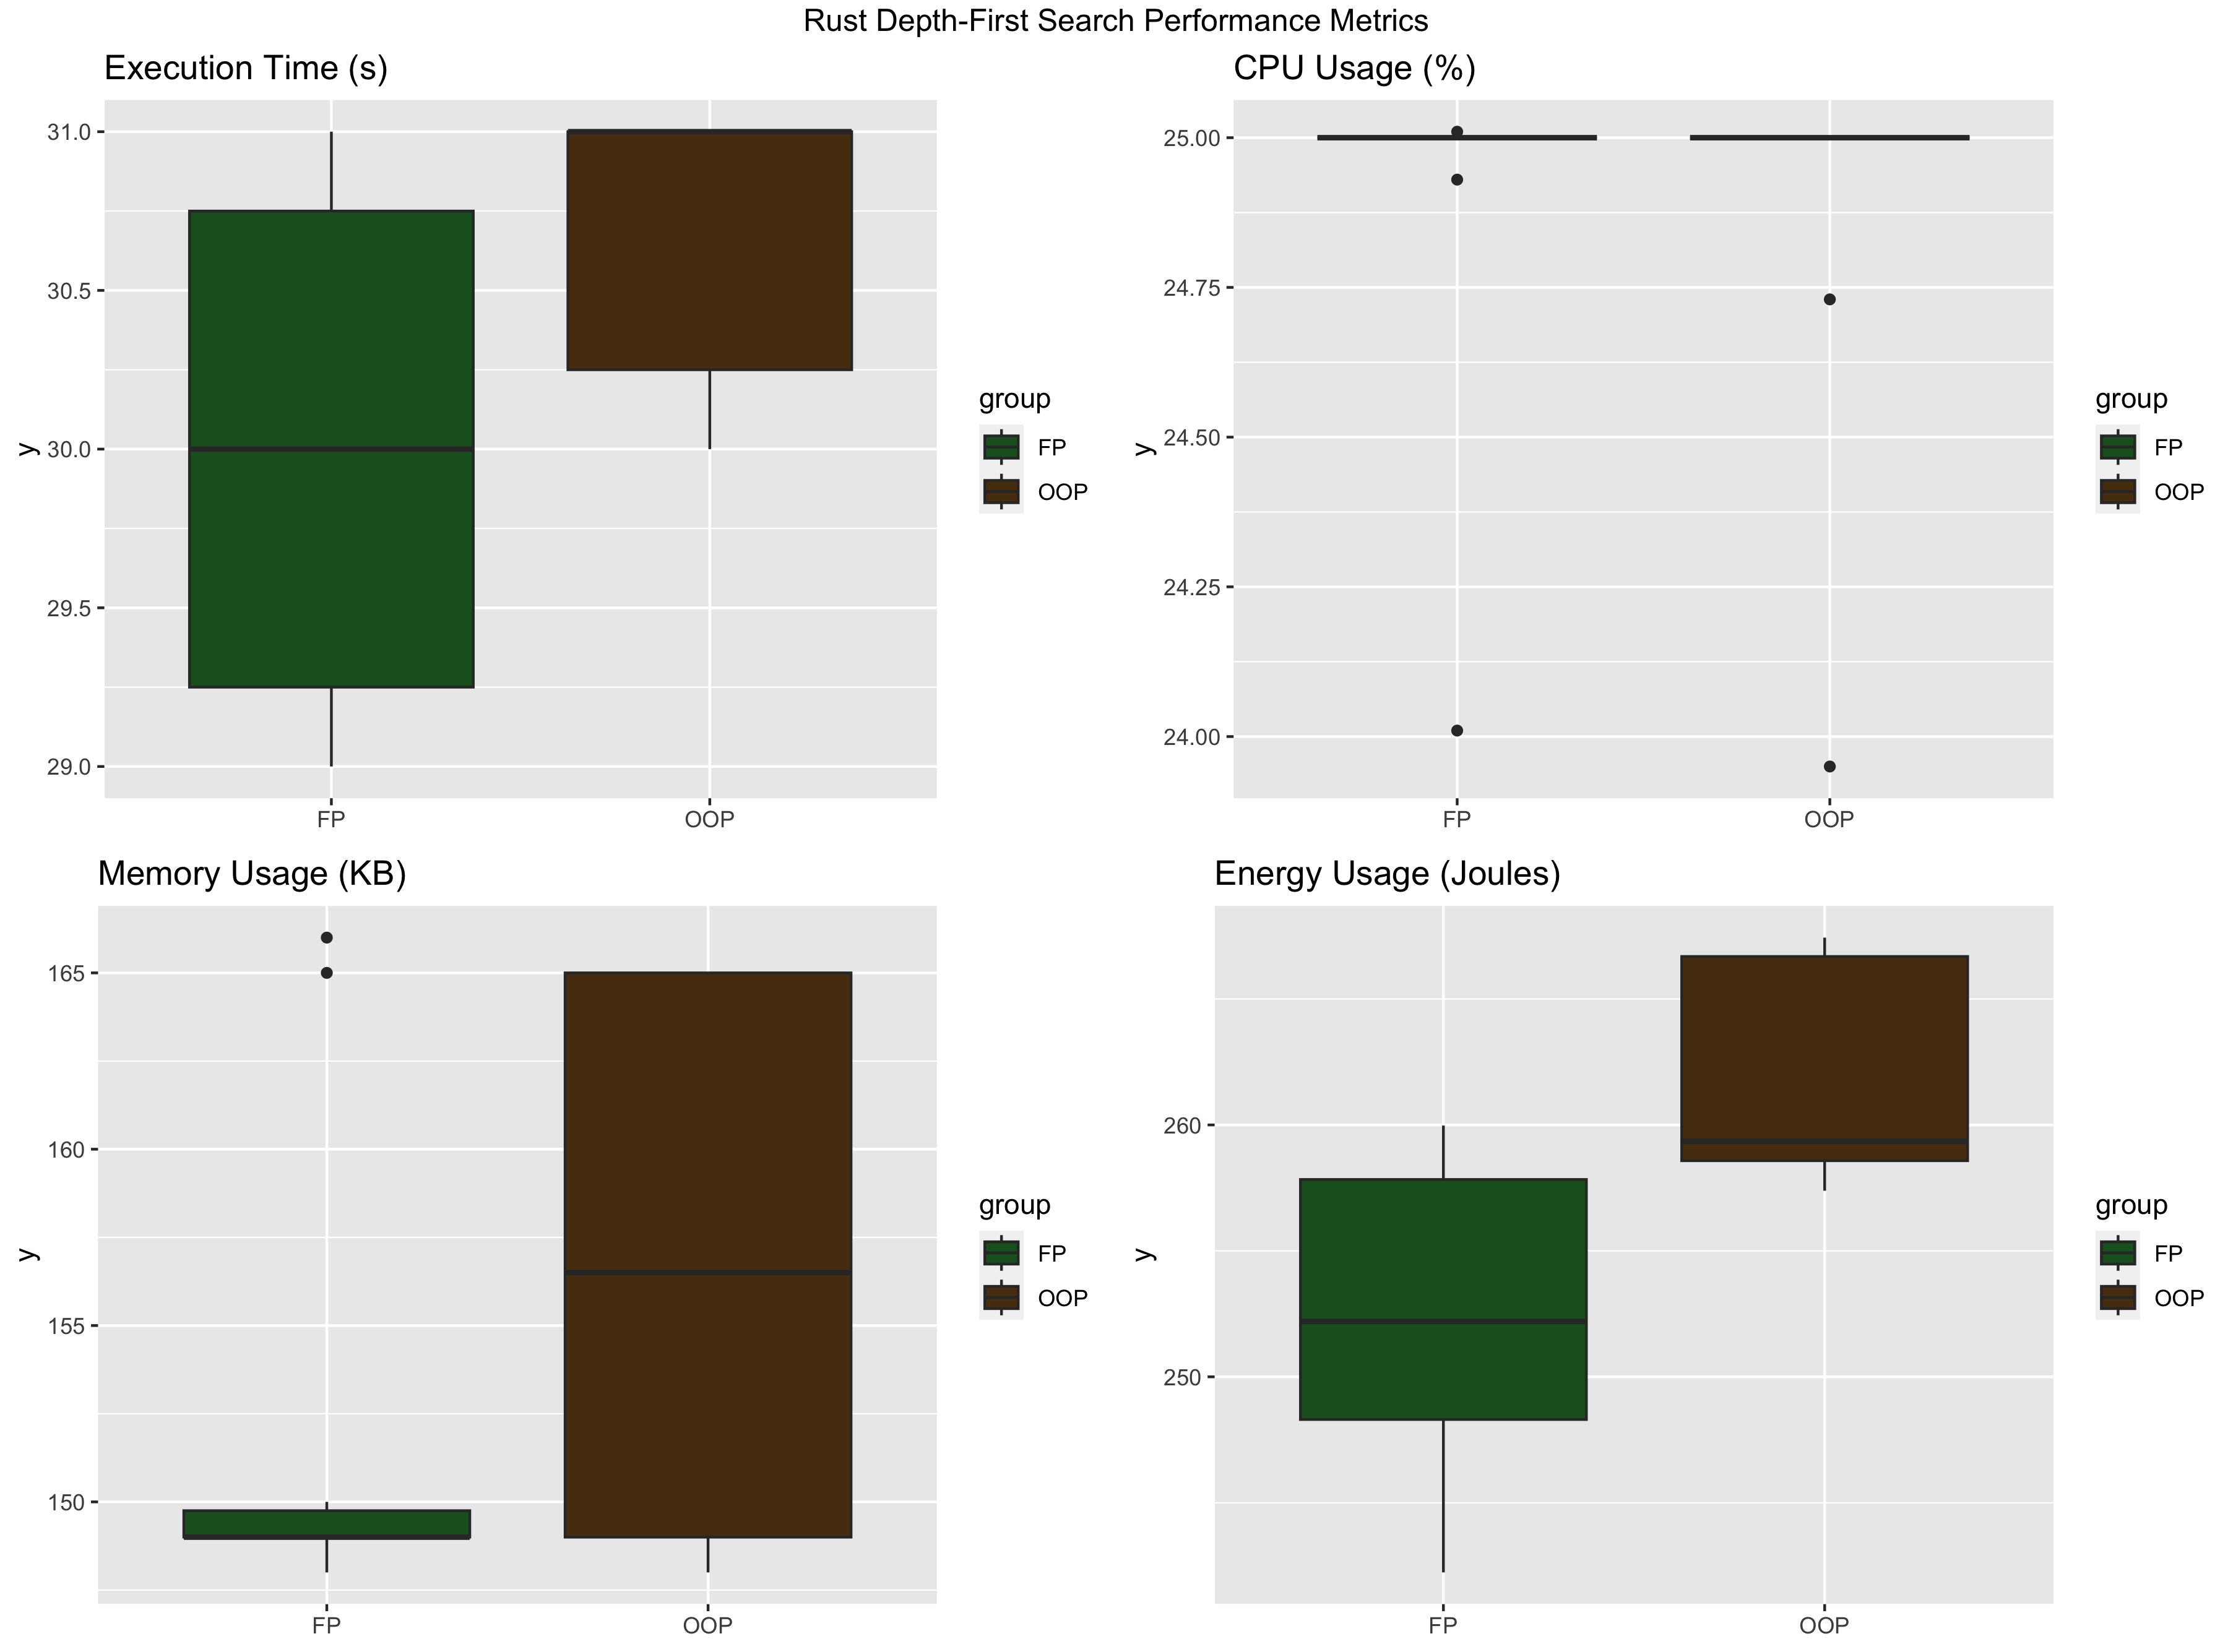 Rust Depth-First Search Performance Metrics
Execution Time (s)
31.0
30.5
30.0
29.5
29.0
y
FP
OOP
group
FP
OOP
CPU Usage (%)
25.00
24.75
24.50
24.25
24.00
y
FP
OOP
group
FP
OOP
Memory Usage (KB)
165
160
155
150
y
FP
OOP
group
FP
OOP
Energy Usage (Joules)
260
250
y
FP
OOP
group
FP
OOP